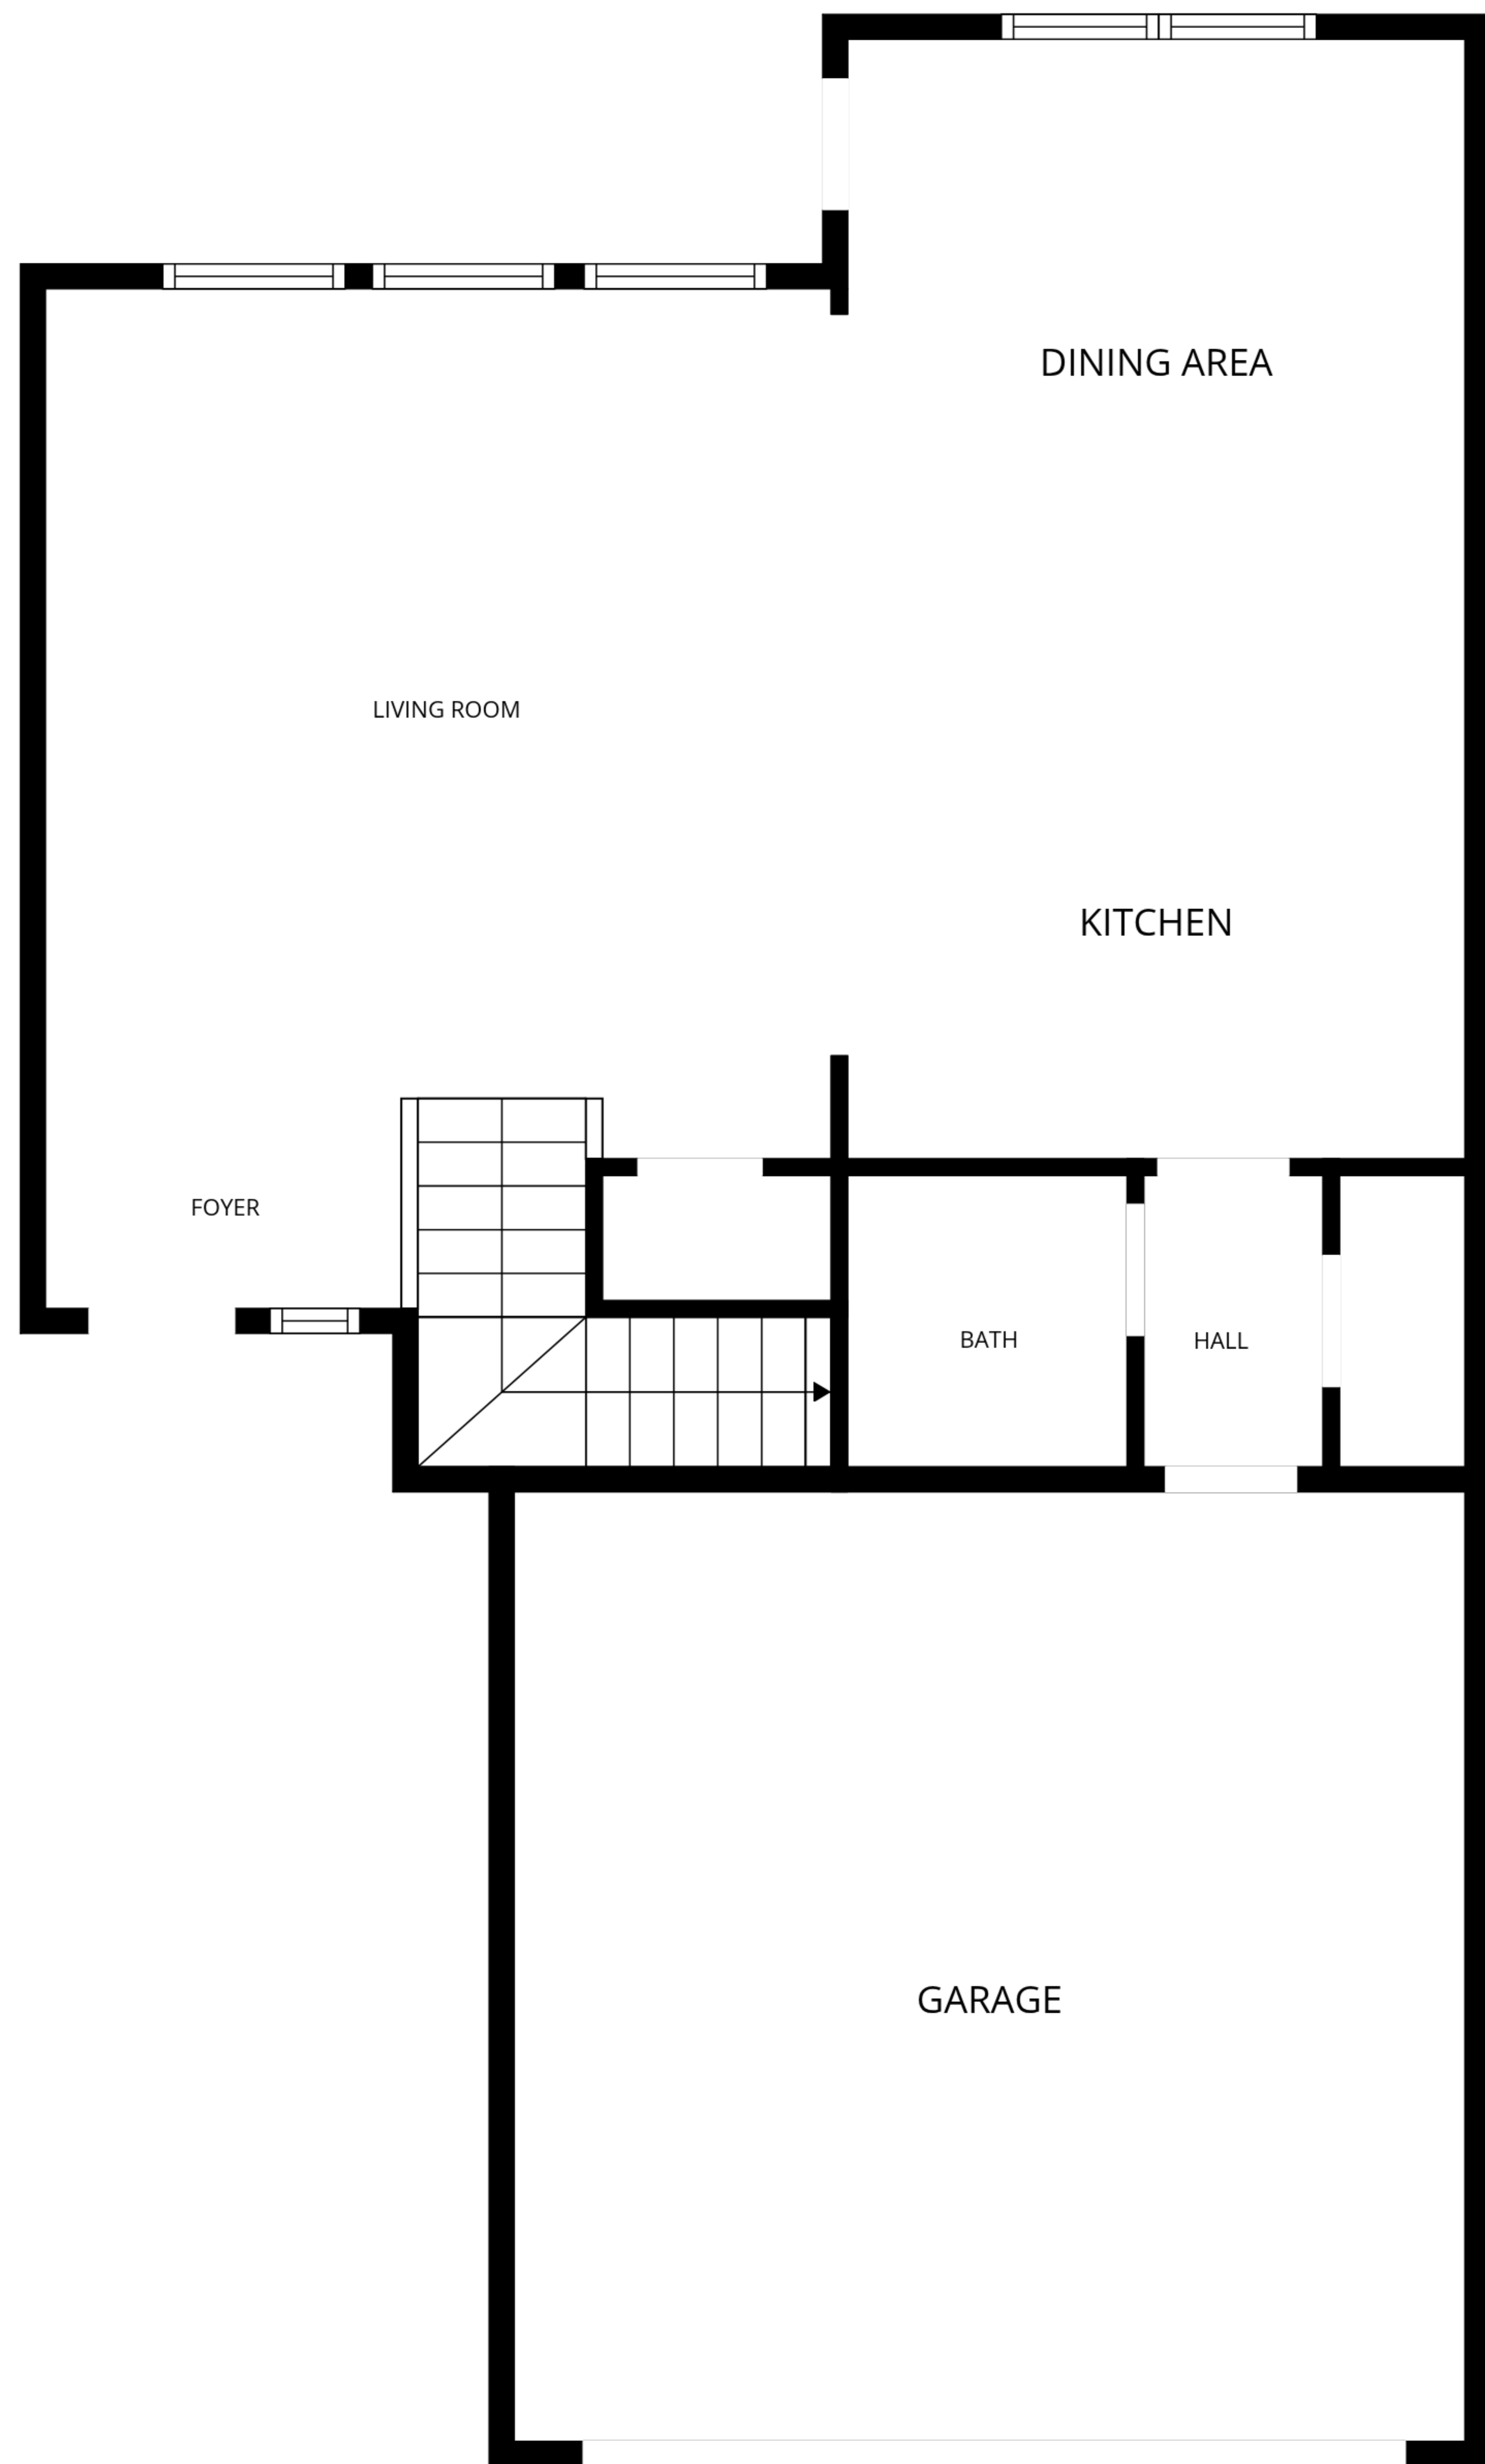 DINING AREA
LIVING ROOM
KITCHEN
FOYER
BATH
HALL
GARAGE